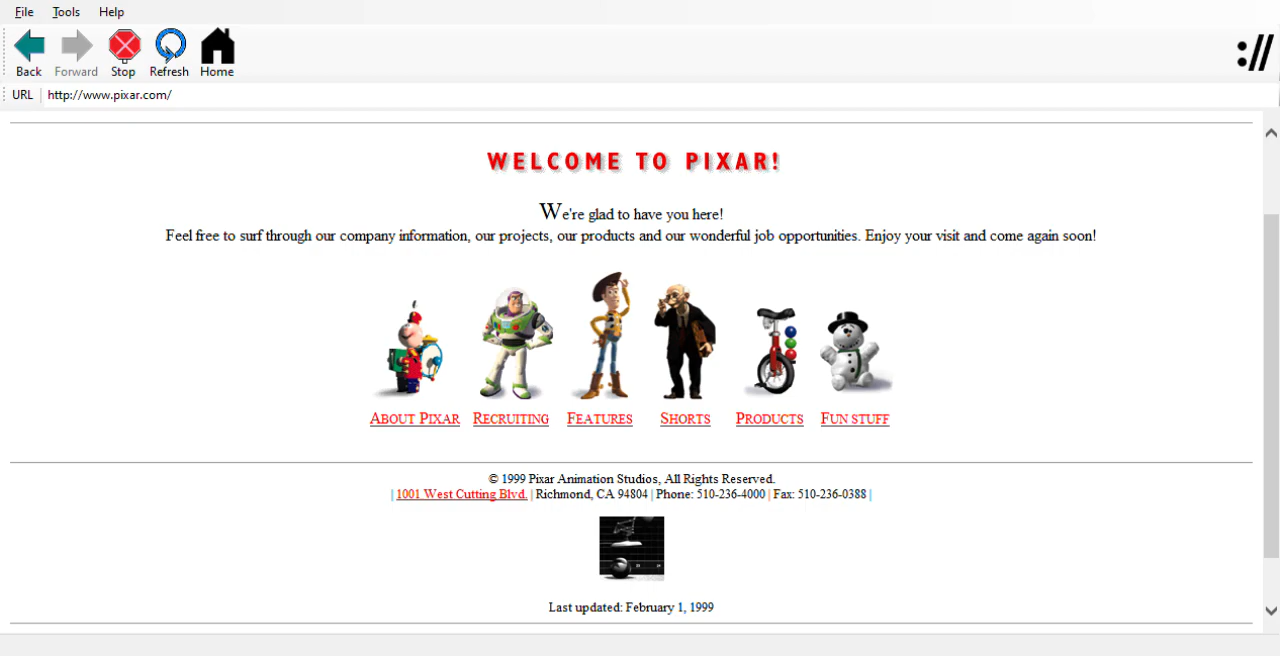 File Tools Help
Back Forward Stop Refresh Home
://
URL http://www.pixar.com/
WELCOME TO PIXAR!
We're glad to have you here!
Feel free to surf through our company information, our projects, our products and our wonderful job opportunities. Enjoy your visit and come again soon!
ABOUT PIXAR RECRUITING FEATURES SHORTS PRODUCTS FUN STUFF
© 1999 Pixar Animation Studios, All Rights Reserved.
| 1001 West Cutting Blvd. | Richmond, CA 94804 | Phone: 510-236-4000 | Fax: 510-236-0388 |
Last updated: February 1, 1999